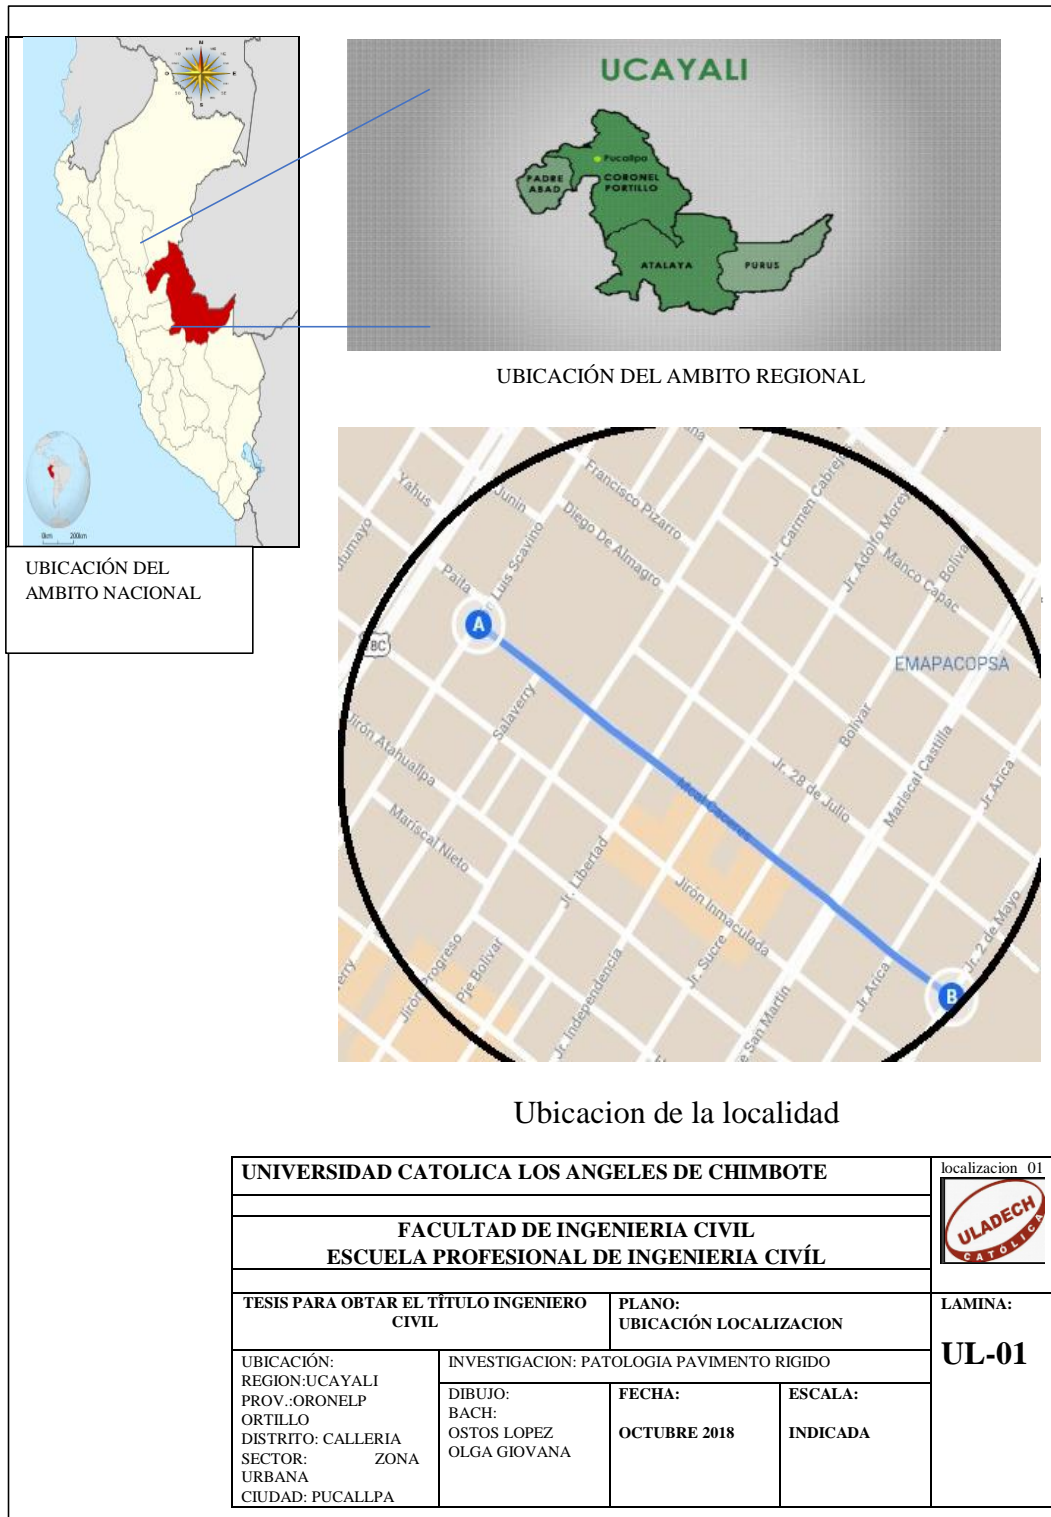 N
O
E
S
0km 200km
UBICACIÓN DEL
AMBITO NACIONAL
UCAYALI
Pucallpa
PADRE
ABAD
CORONEL
PORTILLO
ATALAYA
PURUS
UBICACIÓN DEL AMBITO REGIONAL
Yahus
Junin
Francisco Pizarro
Diego De Almagro
Luis Scavino
Paita
A
Jr. Carmen Cabrejo
Jr. Adolfo Morey
Manco Capac
Bolivar
EMAPACOPSA
Salaverry
Jirón Atahuallpa
Mariscal Nieto
Mcal Caceres
Bolivar
Mariscal Castilla
Jr. 28 de Julio
Jr. Arica
Jr. Libertad
Jirón Inmaculada
Jr. Sucre
Jirón Progreso
Pje Bolivar
Jr. Independencia
San Martin
Jr. Arica
Jr. 2 de Mayo
B
Ubicacion de la localidad
UNIVERSIDAD CATOLICA LOS ANGELES DE CHIMBOTE
localizacion 01
ULADECH
CATÓLICA
FACULTAD DE INGENIERIA CIVIL
ESCUELA PROFESIONAL DE INGENIERIA CIVÍL
TESIS PARA OBTAR EL TÎTULO INGENIERO
CIVIL
PLANO:
UBICACIÓN LOCALIZACION
LAMINA:
UL-01
UBICACIÓN:
REGION:UCAYALI
PROV.:ORONELP
ORTILLO
DISTRITO: CALLERIA
SECTOR: ZONA
URBANA
CIUDAD: PUCALLPA
INVESTIGACION: PATOLOGIA PAVIMENTO RIGIDO
DIBUJO:
BACH:
OSTOS LOPEZ
OLGA GIOVANA
FECHA:
OCTUBRE 2018
ESCALA:
INDICADA